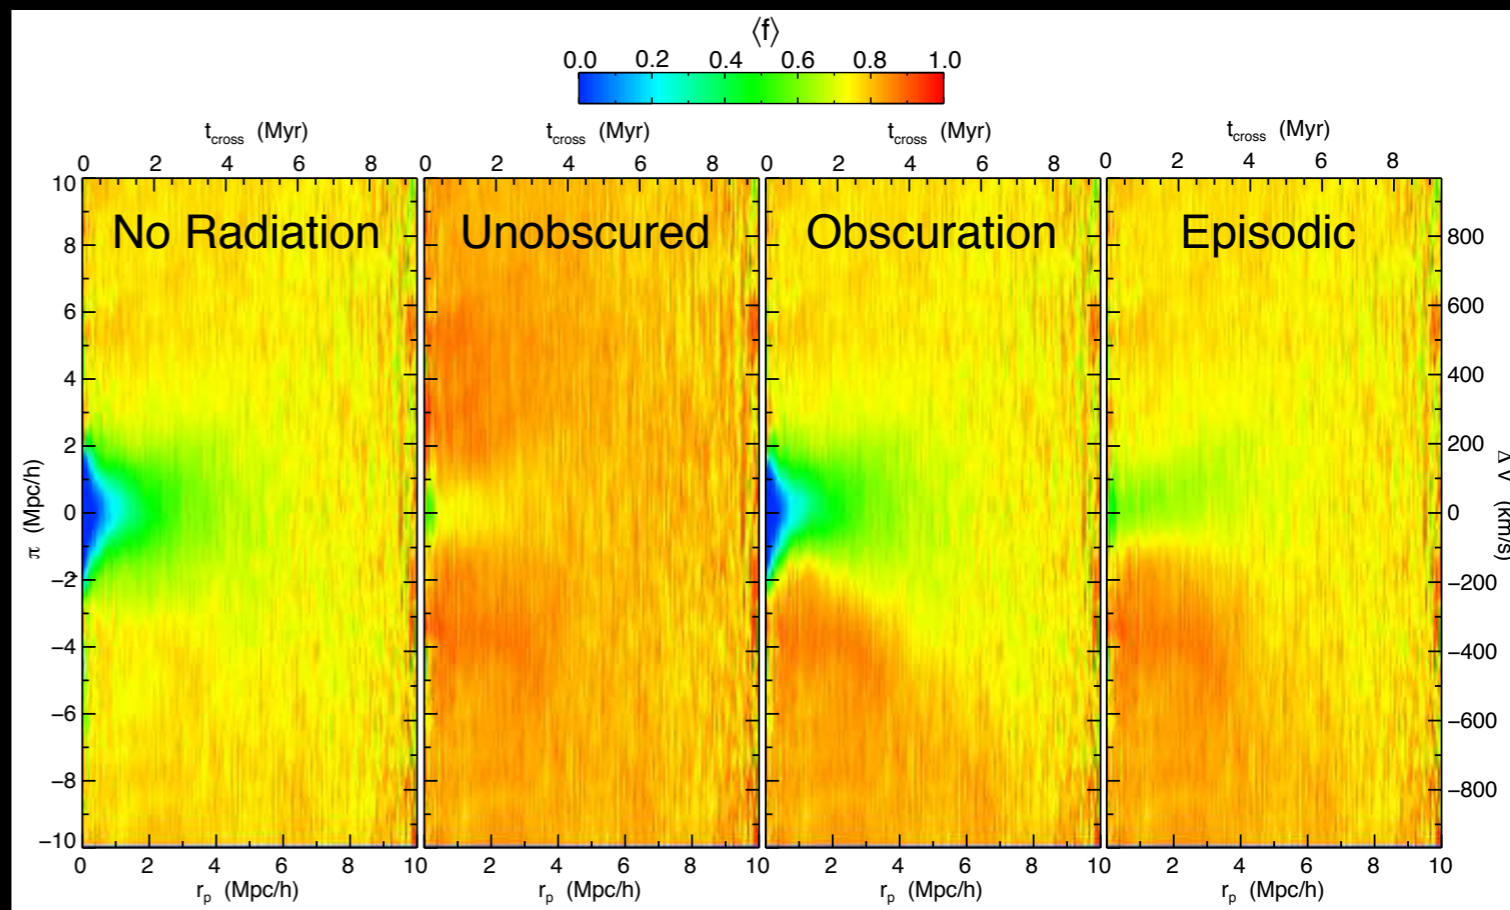 ⟨f⟩
0.0 0.2 0.4 0.6 0.8 1.0
t_cross (Myr) t_cross (Myr) t_cross (Myr) t_cross (Myr)
0 2 4 6 8 0 2 4 6 8 0 2 4 6 8 0 2 4 6 8
No Radiation Unobscured Obscuration Episodic
10
8
6
4
2
0
−2
−4
−6
−8
−10
π (Mpc/h)
800
600
400
200
0
−200
−400
−600
−800
Δ V (km/s)
0 2 4 6 8 10 2 4 6 8 10 2 4 6 8 10 2 4 6 8 10
r_p (Mpc/h) r_p (Mpc/h) r_p (Mpc/h) r_p (Mpc/h)